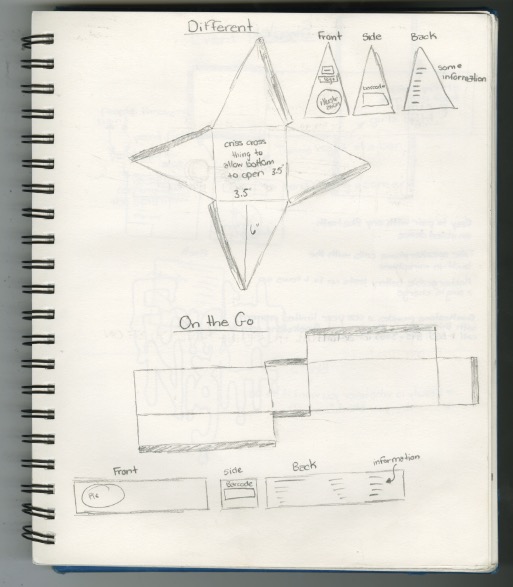 Different
Front
Side
Back
some
information
barcode
criss cross
thing to
allow bottom
to open 3.5
3.5"
6"
On the Go
Front
side
Back
information
Barcode